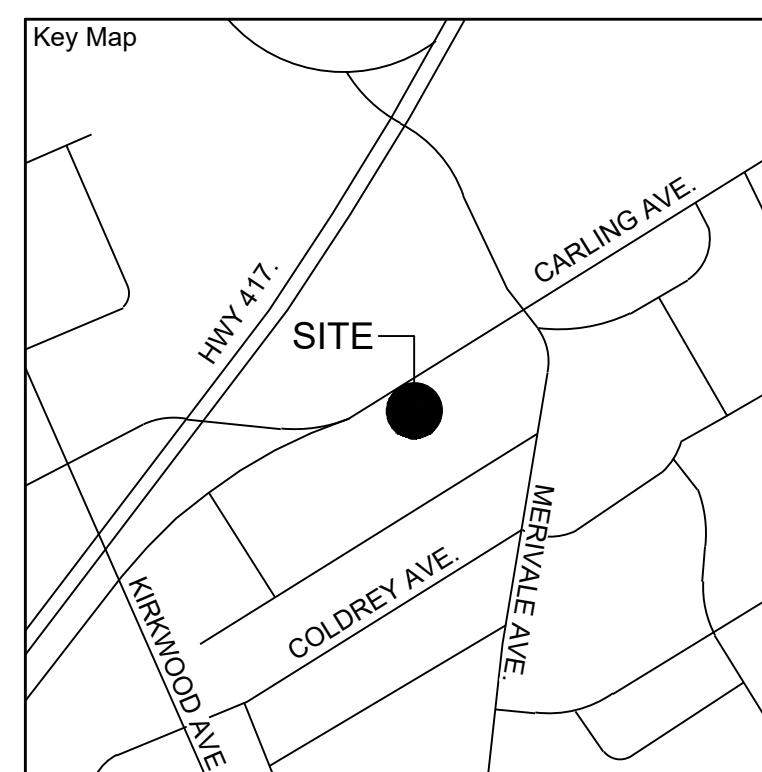 Key Map
CARLING AVE.
HWY 417.
SITE
MERIVALE AVE.
COLDREY AVE.
KIRKWOOD AVE